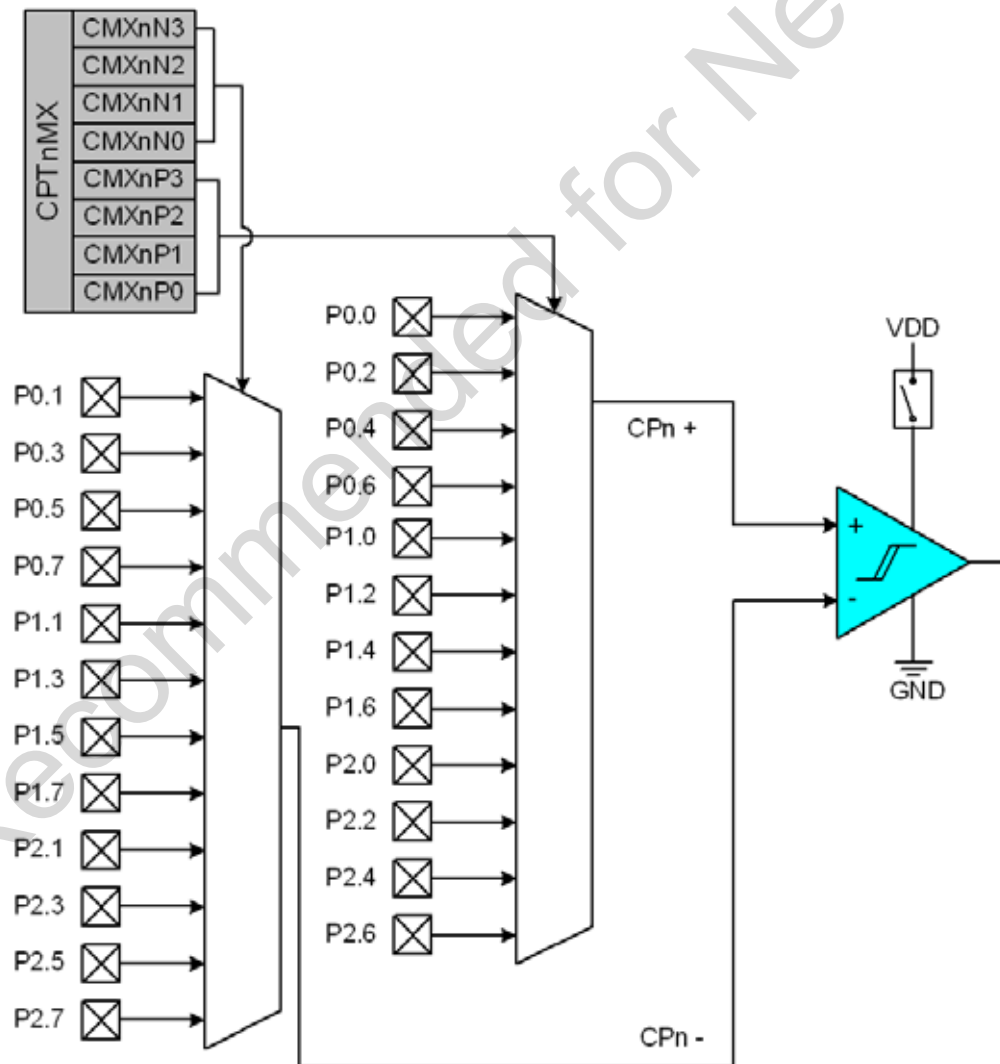 CPTnMX
CMXnN3
CMXnN2
CMXnN1
CMXnN0
CMXnP3
CMXnP2
CMXnP1
CMXnP0
P0.1
P0.3
P0.5
P0.7
P1.1
P1.3
P1.5
P1.7
P2.1
P2.3
P2.5
P2.7
P0.0
P0.2
P0.4
P0.6
P1.0
P1.2
P1.4
P1.6
P2.0
P2.2
P2.4
P2.6
CPn +
CPn -
VDD
+
-
GND
Recommended for Ne